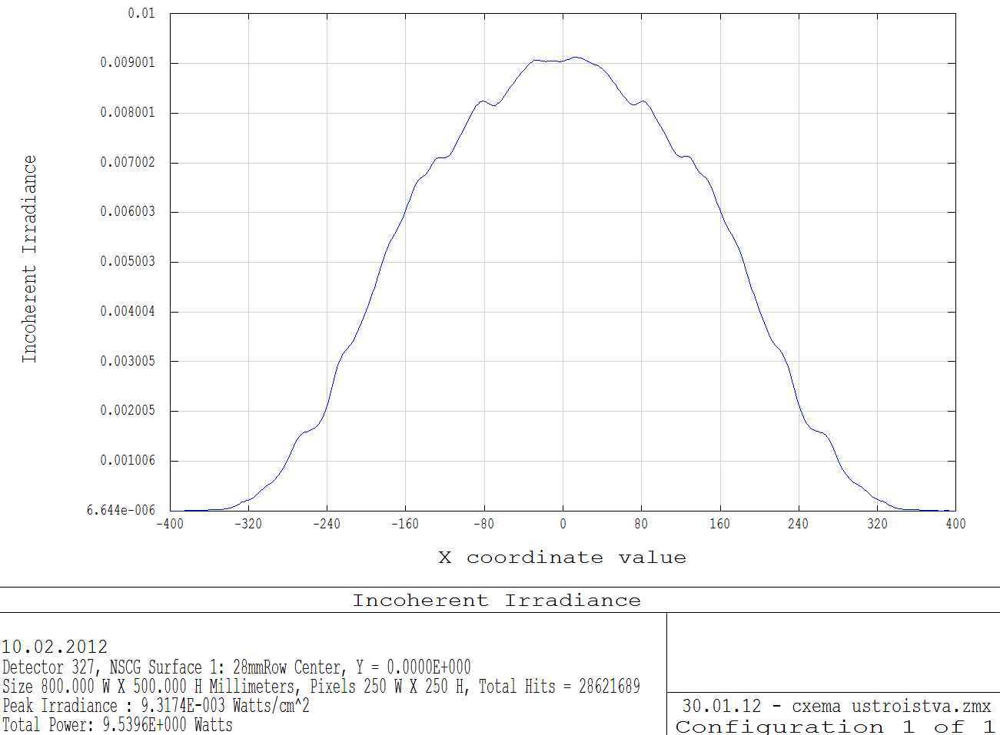 0.01
0.009001
0.008001
0.007002
0.006003
0.005003
0.004004
0.003005
0.002005
0.001006
6.644e-006
Incoherent Irradiance
-400 -320 -240 -160 -80 0 80 160 240 320 400
X coordinate value
Incoherent Irradiance
10.02.2012
Detector 327, NSCG Surface 1: 28mmRow Center, Y = 0.0000E+000
Size 800.000 W X 500.000 H Millimeters, Pixels 250 W X 250 H, Total Hits = 28621689
Peak Irradiance : 9.3174E-003 Watts/cm^2
Total Power: 9.5396E+000 Watts
30.01.12 - cxema ustroistva.zmx
Configuration 1 of 1